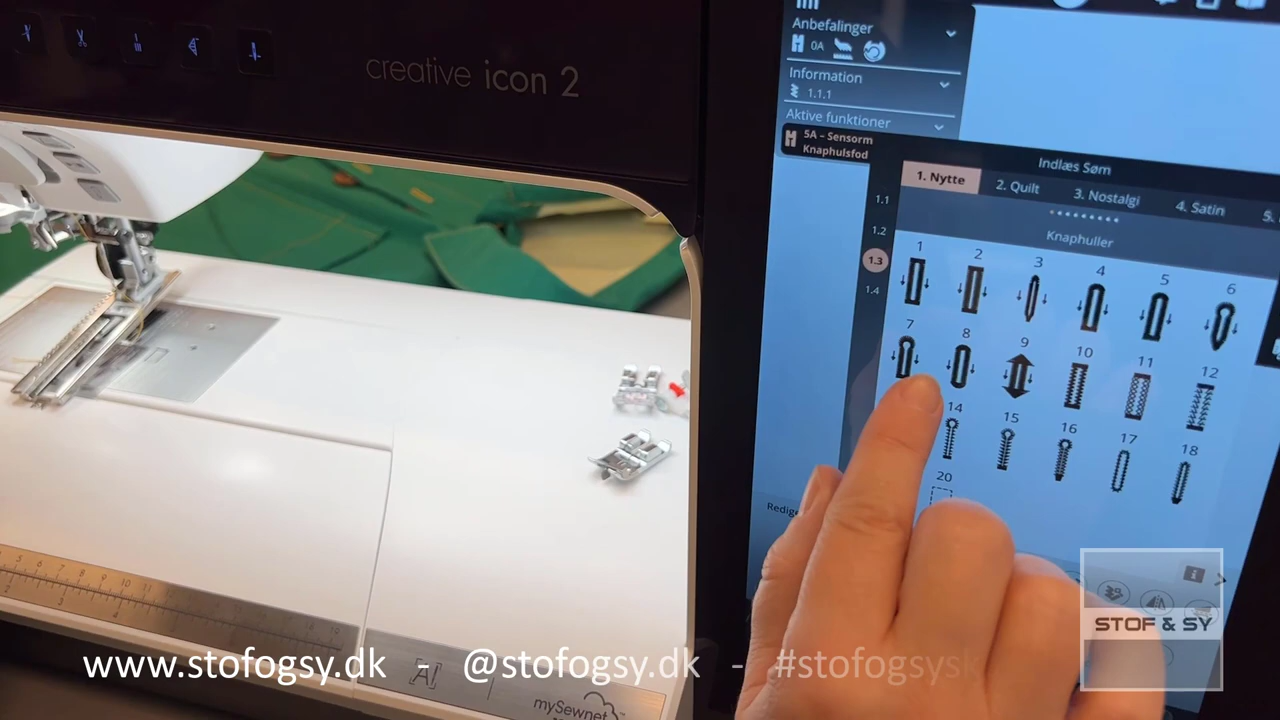 creative icon 2
Anbefalinger
0A
Information
1.1.1
Aktive funktioner
5A – Sensorm
Knaphulsfod
Indlæs Søm
1. Nytte
2. Quilt
3. Nostalgi
4. Satin
5.
Knaphuller
1.1
1.2
1.3
1.4
1 2 3 4 5 6
7 8 9 10 11 12
14 15 16 17 18
20
Redige
STOF & SY
www.stofogsy.dk - @stofogsy.dk - #stofogsysk
mySewnet